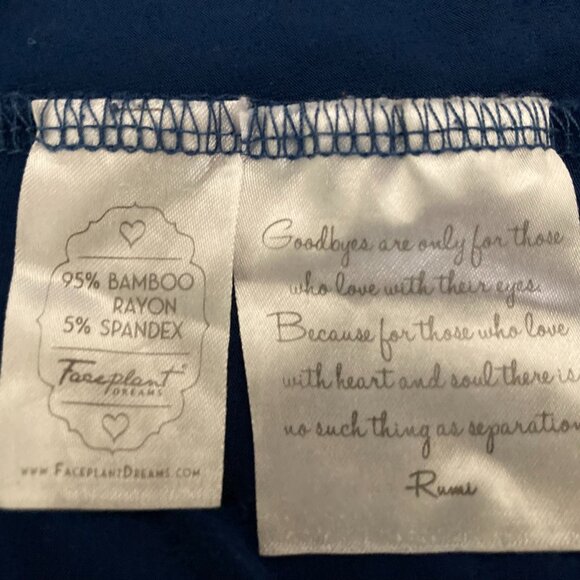 95% BAMBOO
RAYON
5% SPANDEX
Faceplant
DREAMS
WWW.FACEPLANTDREAMS.COM
Goodbyes are only for those
who love with their eyes.
Because for those who love
with heart and soul there is
no such thing as separation
Rumi